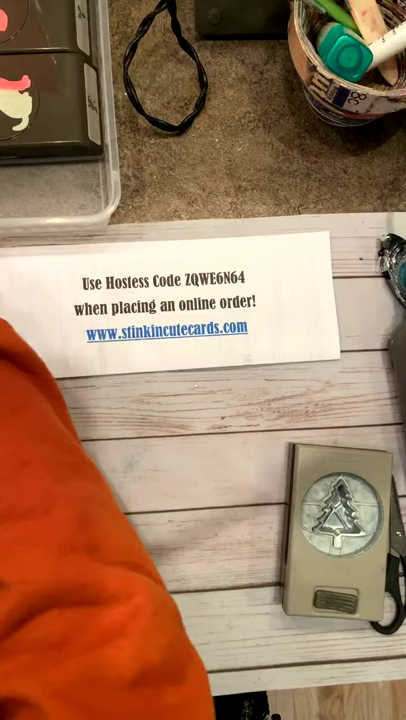 Use Hostess Code ZQWE6N64
when placing an online order!
www.stinkincutecards.com